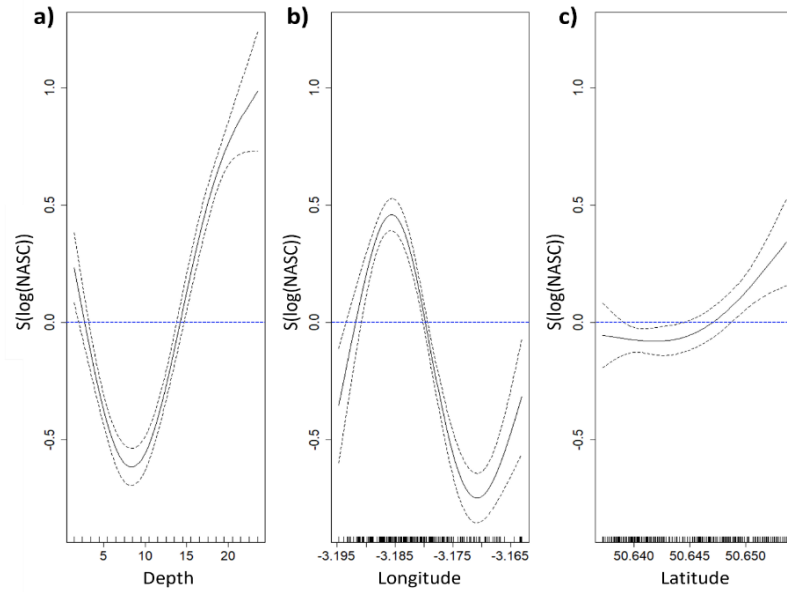 a)
S(log(NASC))
1.0
0.5
0.0
-0.5
5 10 15 20
Depth
b)
S(log(NASC))
1.0
0.5
0.0
-0.5
-3.195 -3.185 -3.175 -3.165
Longitude
c)
S(log(NASC))
1.0
0.5
0.0
-0.5
50.640 50.645 50.650
Latitude